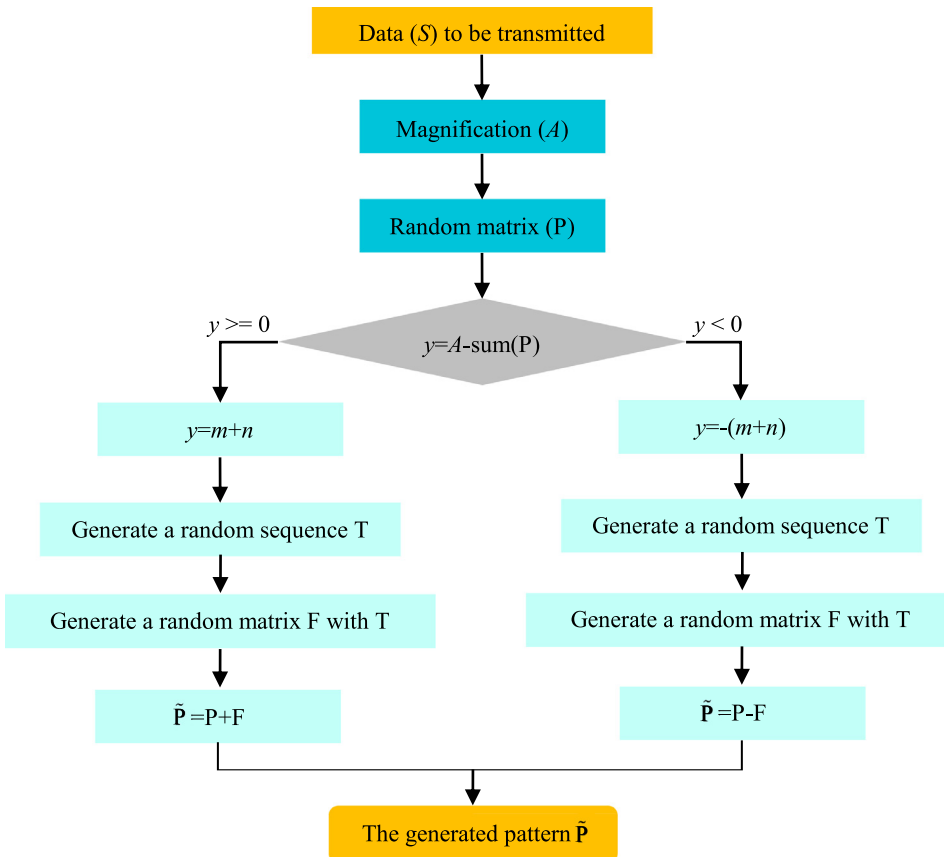 Data (S) to be transmitted
Magnification (A)
Random matrix (P)
y >= 0
y < 0
y=A-sum(P)
y=m+n
y=-(m+n)
Generate a random sequence T
Generate a random sequence T
Generate a random matrix F with T
Generate a random matrix F with T
P̃ =P+F
P̃ =P-F
The generated pattern P̃